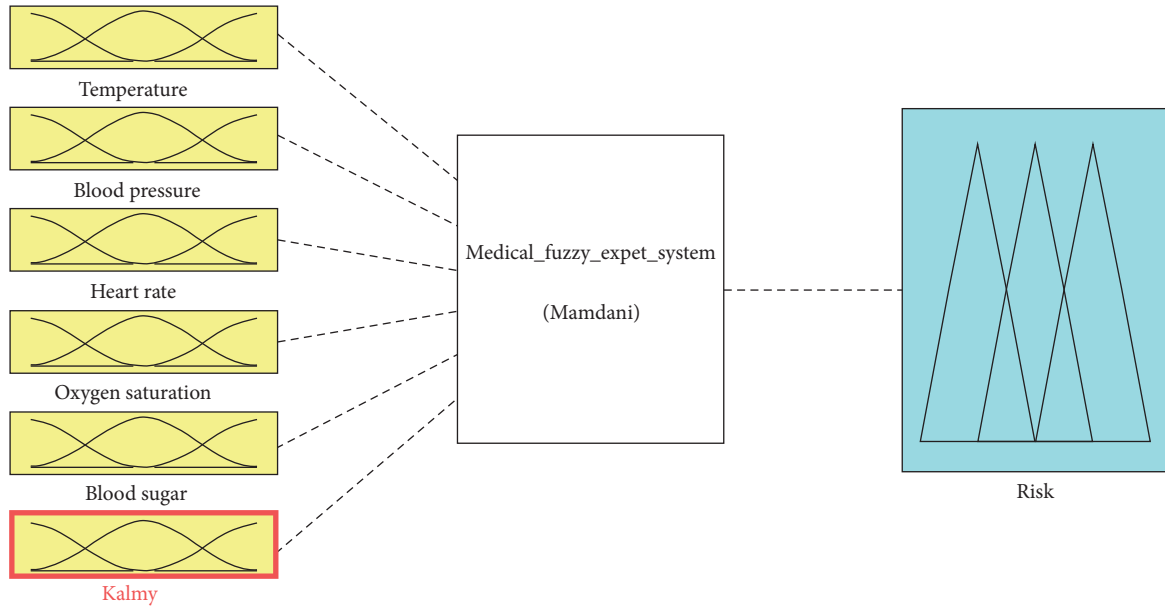 Temperature
Blood pressure
Heart rate
Oxygen saturation
Blood sugar
Kalmy
Medical_fuzzy_expet_system
(Mamdani)
Risk